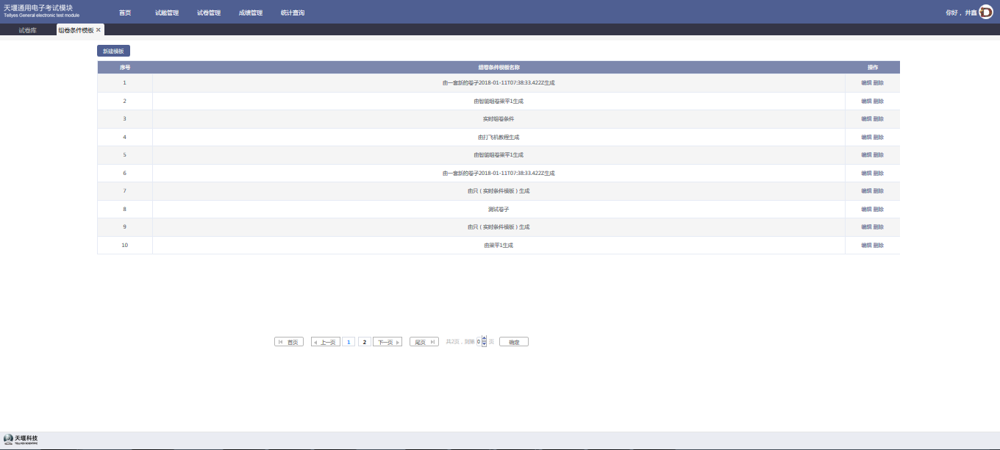 天堰通用电子考试模块
Tellyes General electronic test module
首页 试题管理 试卷管理 成绩管理 统计查询
你好，井鑫
试卷库 组卷条件模板 ×
新建模板
序号 组卷条件模板名称 操作
1 由一套新的卷子2018-01-11T07:38:33.422Z生成 编辑 删除
2 由智能组卷梁平1生成 编辑 删除
3 实时组卷条件 编辑 删除
4 由打飞机教程生成 编辑 删除
5 由智能组卷梁平1生成 编辑 删除
6 由一套新的卷子2018-01-11T07:38:33.422Z生成 编辑 删除
7 由只（实时条件模板）生成 编辑 删除
8 测试卷子 编辑 删除
9 由只（实时条件模板）生成 编辑 删除
10 由梁平1生成 编辑 删除
首页 上一页 1 2 下一页 尾页 共2页，到第 0 页 确定
天堰科技
TELLYES SCIENTIFIC